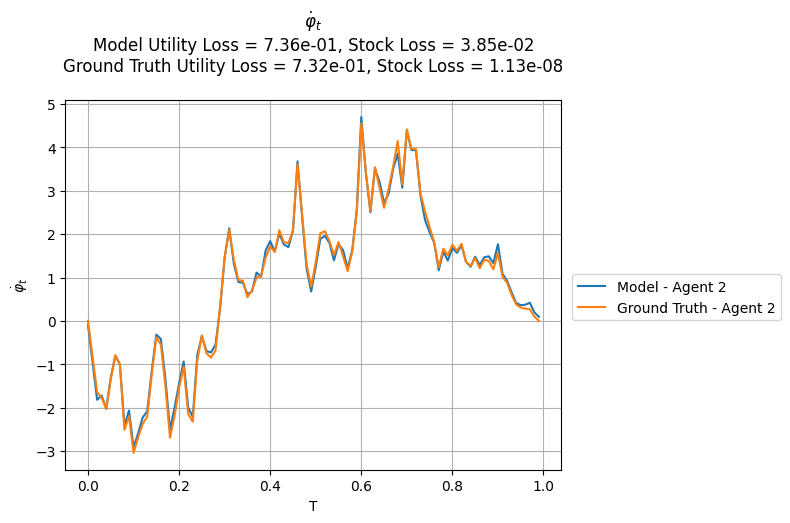 φ̇ₜ
Model Utility Loss = 7.36e-01, Stock Loss = 3.85e-02
Ground Truth Utility Loss = 7.32e-01, Stock Loss = 1.13e-08
5
4
3
2
1
0
−1
−2
−3
φ̇ₜ
0.0 0.2 0.4 0.6 0.8 1.0
T
Model - Agent 2
Ground Truth - Agent 2